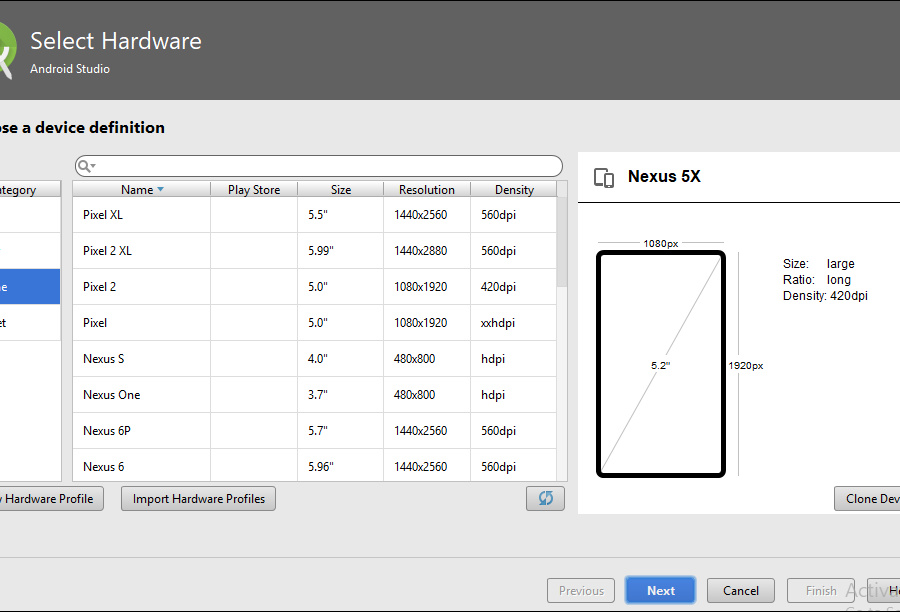 Select Hardware
Android Studio
ose a device definition
ategory
Name Play Store Size Resolution Density
Pixel XL 5.5" 1440x2560 560dpi
Pixel 2 XL 5.99" 1440x2880 560dpi
Pixel 2 5.0" 1080x1920 420dpi
Pixel 5.0" 1080x1920 xxhdpi
Nexus S 4.0" 480x800 hdpi
Nexus One 3.7" 480x800 hdpi
Nexus 6P 5.7" 1440x2560 560dpi
Nexus 6 5.96" 1440x2560 560dpi
e
et
Hardware Profile
Import Hardware Profiles
Nexus 5X
1080px
5.2"
1920px
Size: large
Ratio: long
Density: 420dpi
Clone Dev
Previous
Next
Cancel
Finish
He
Activa